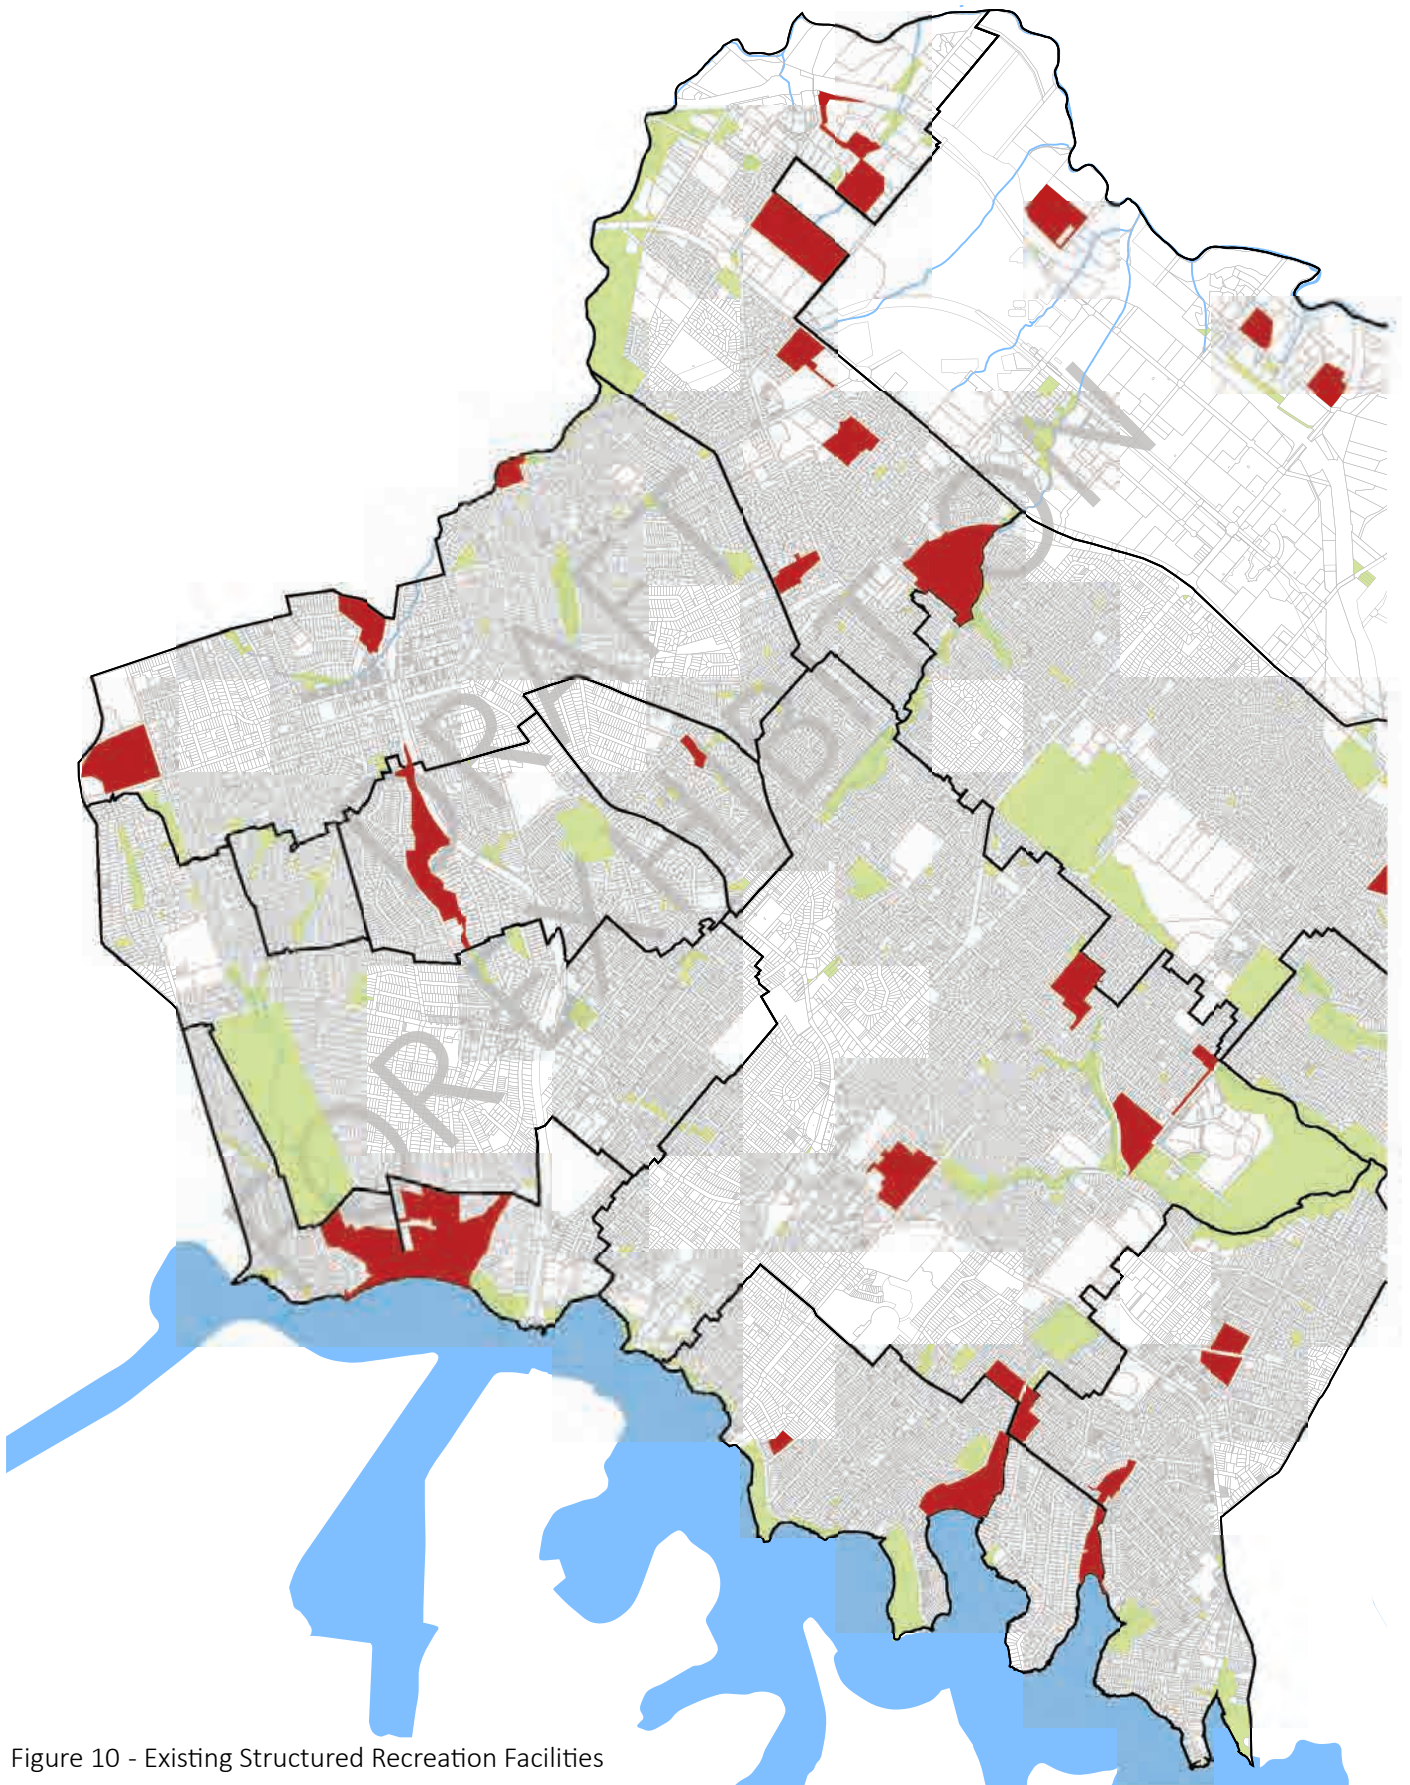 DRAFT
FOR EXHIBITION
Figure 10 - Existing Structured Recreation Facilities